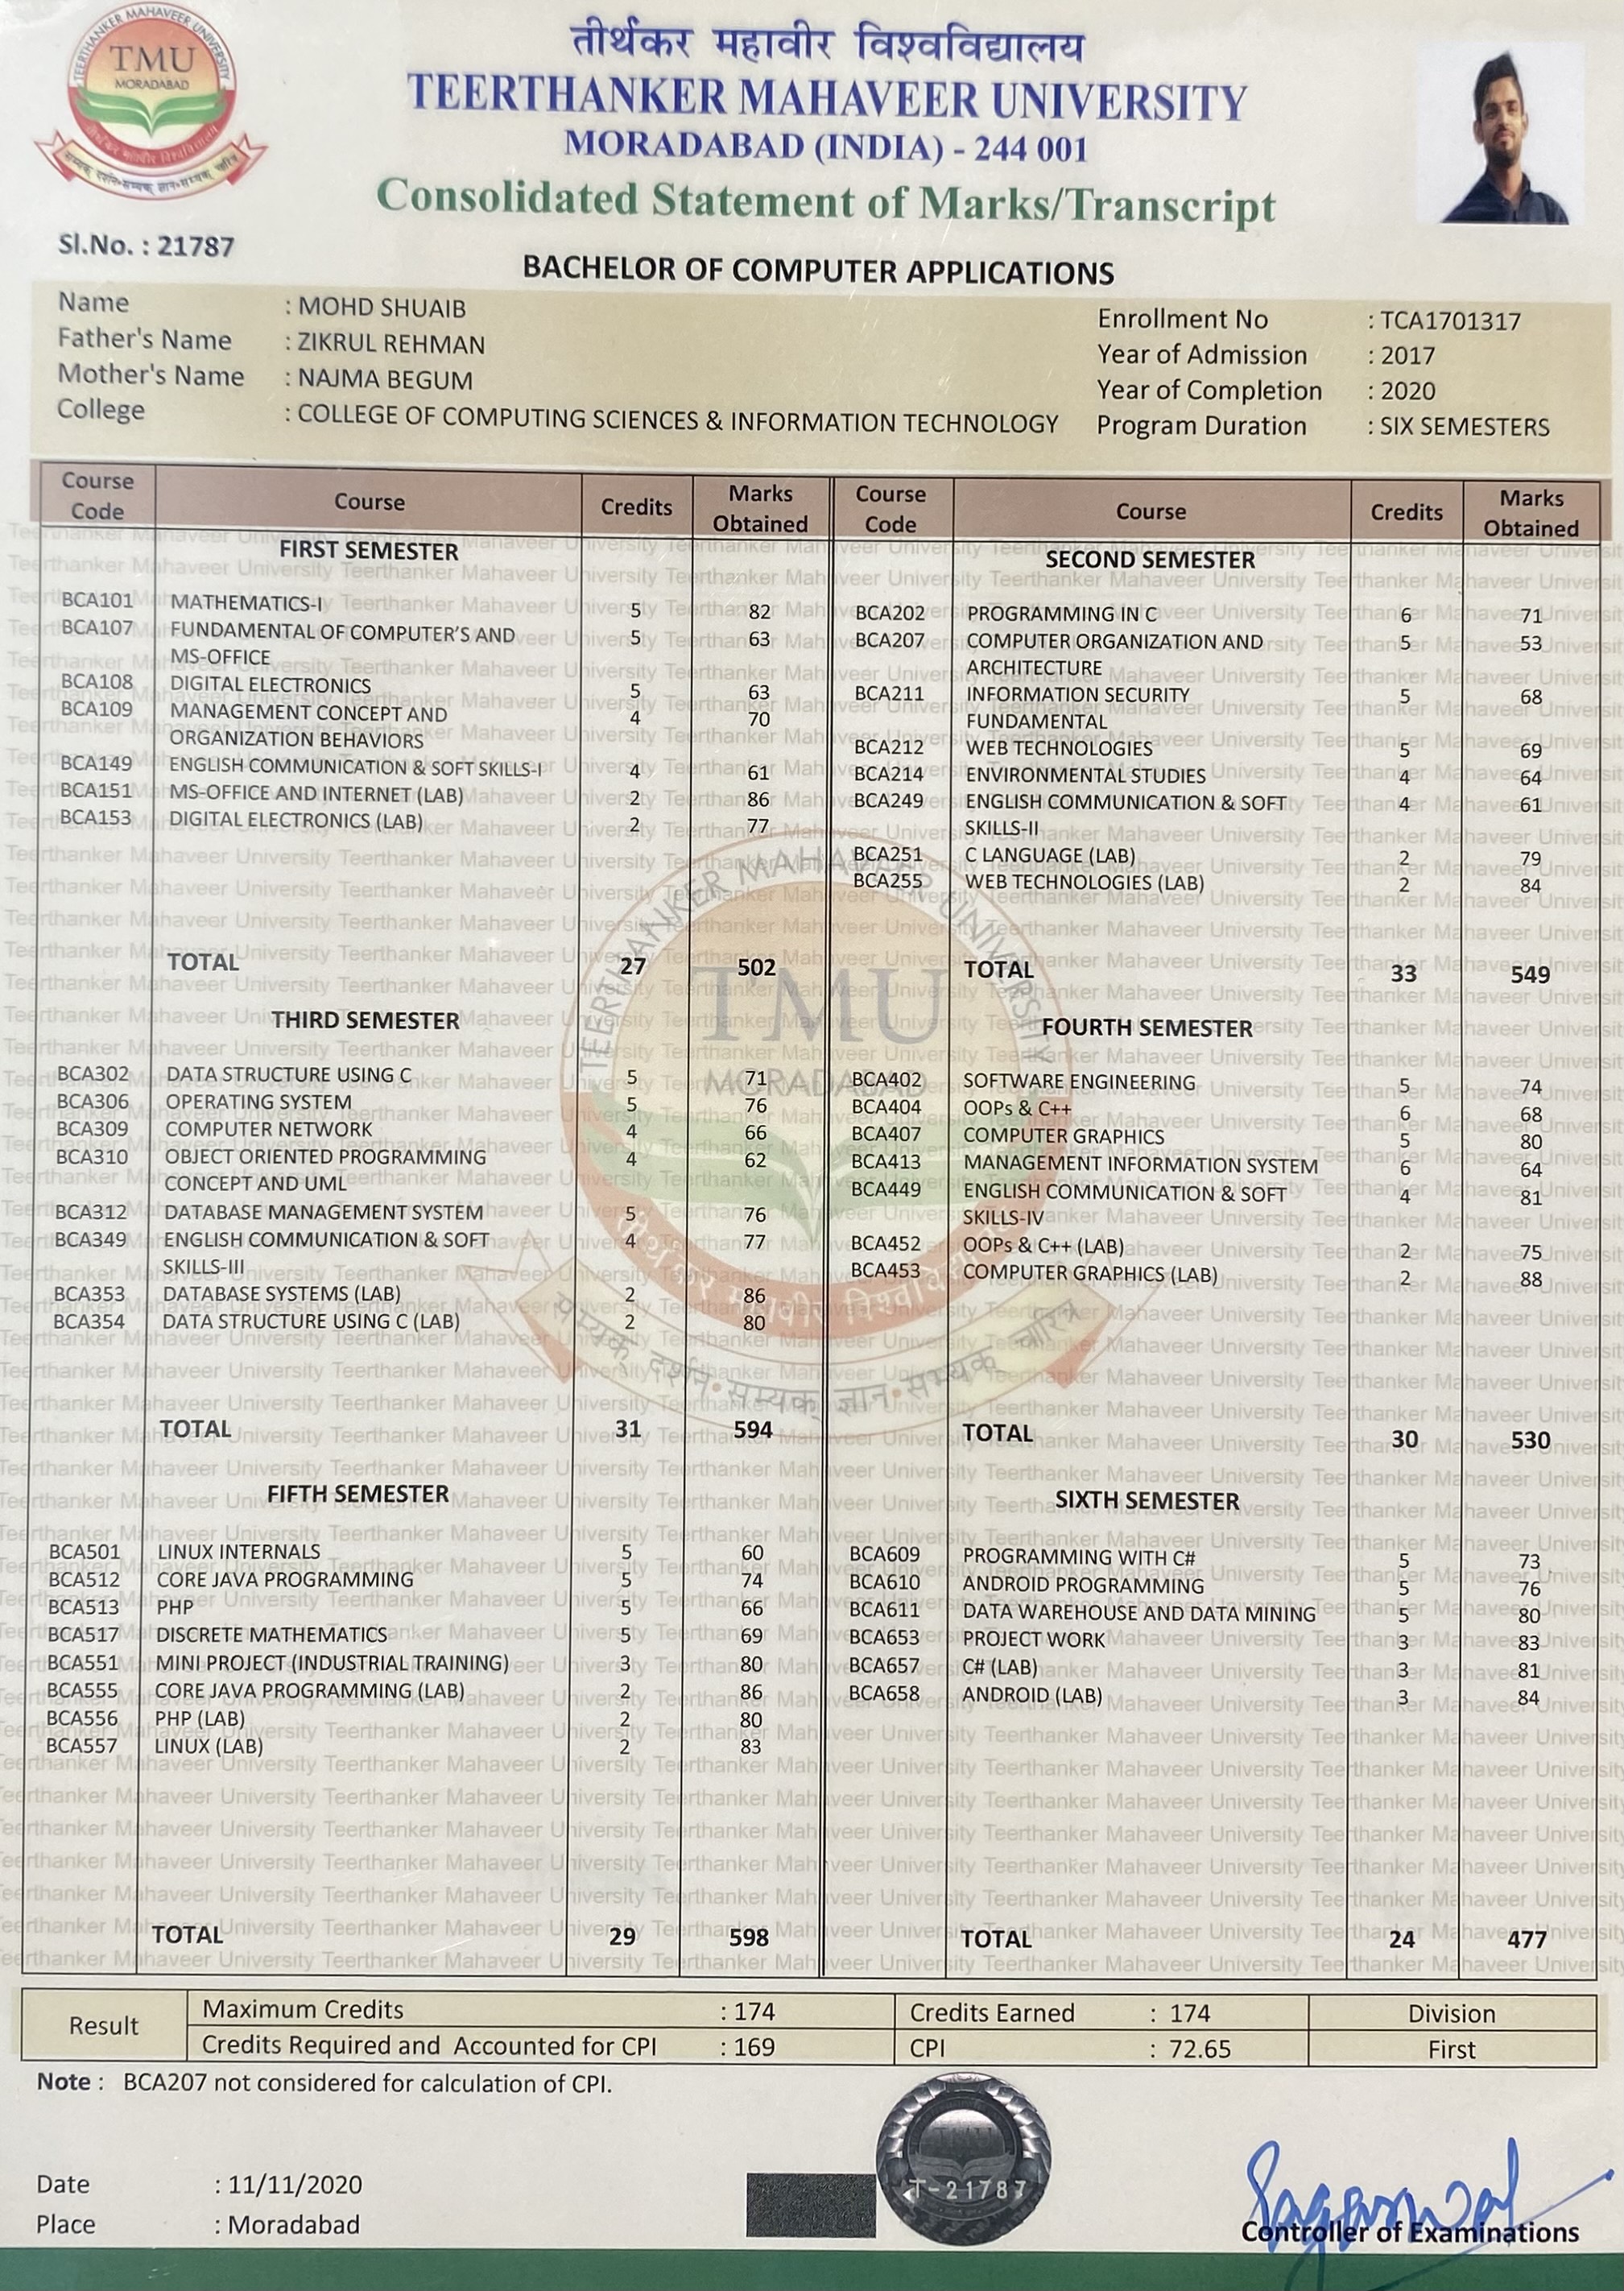 TEERTHANKER MAHAVEER UNIVERSITY
TMU
MORADABAD
तीर्थंकर महावीर विश्वविद्यालय
TEERTHANKER MAHAVEER UNIVERSITY
MORADABAD (INDIA) - 244 001
Consolidated Statement of Marks/Transcript
Sl.No. : 21787
BACHELOR OF COMPUTER APPLICATIONS
Name : MOHD SHUAIB
Father's Name : ZIKRUL REHMAN
Mother's Name : NAJMA BEGUM
College : COLLEGE OF COMPUTING SCIENCES & INFORMATION TECHNOLOGY
Enrollment No : TCA1701317
Year of Admission : 2017
Year of Completion : 2020
Program Duration : SIX SEMESTERS
Course Code Course Credits Marks Obtained
FIRST SEMESTER
BCA101 MATHEMATICS-I 5 82
BCA107 FUNDAMENTAL OF COMPUTER'S AND 5 63
MS-OFFICE
BCA108 DIGITAL ELECTRONICS 5 63
BCA109 MANAGEMENT CONCEPT AND 4 70
ORGANIZATION BEHAVIORS
BCA149 ENGLISH COMMUNICATION & SOFT SKILLS-I 4 61
BCA151 MS-OFFICE AND INTERNET (LAB) 2 86
BCA153 DIGITAL ELECTRONICS (LAB) 2 77
TOTAL 27 502
Course Code Course Credits Marks Obtained
SECOND SEMESTER
BCA202 PROGRAMMING IN C 6 71
BCA207 COMPUTER ORGANIZATION AND 5 53
ARCHITECTURE
BCA211 INFORMATION SECURITY 5 68
FUNDAMENTAL
BCA212 WEB TECHNOLOGIES 5 69
BCA214 ENVIRONMENTAL STUDIES 4 64
BCA249 ENGLISH COMMUNICATION & SOFT 4 61
SKILLS-II
BCA251 C LANGUAGE (LAB) 2 79
BCA255 WEB TECHNOLOGIES (LAB) 2 84
TOTAL 33 549
THIRD SEMESTER
BCA302 DATA STRUCTURE USING C 5 71
BCA306 OPERATING SYSTEM 5 76
BCA309 COMPUTER NETWORK 4 66
BCA310 OBJECT ORIENTED PROGRAMMING 4 62
CONCEPT AND UML
BCA312 DATABASE MANAGEMENT SYSTEM 5 76
BCA349 ENGLISH COMMUNICATION & SOFT 4 77
SKILLS-III
BCA353 DATABASE SYSTEMS (LAB) 2 86
BCA354 DATA STRUCTURE USING C (LAB) 2 80
TOTAL 31 594
FOURTH SEMESTER
BCA402 SOFTWARE ENGINEERING 5 74
BCA404 OOPs & C++ 6 68
BCA407 COMPUTER GRAPHICS 5 80
BCA413 MANAGEMENT INFORMATION SYSTEM 6 64
BCA449 ENGLISH COMMUNICATION & SOFT 4 81
SKILLS-IV
BCA452 OOPs & C++ (LAB) 2 75
BCA453 COMPUTER GRAPHICS (LAB) 2 88
TOTAL 30 530
FIFTH SEMESTER
BCA501 LINUX INTERNALS 5 60
BCA512 CORE JAVA PROGRAMMING 5 74
BCA513 PHP 5 66
BCA517 DISCRETE MATHEMATICS 5 69
BCA551 MINI PROJECT (INDUSTRIAL TRAINING) 3 80
BCA555 CORE JAVA PROGRAMMING (LAB) 2 86
BCA556 PHP (LAB) 2 80
BCA557 LINUX (LAB) 2 83
TOTAL 29 598
SIXTH SEMESTER
BCA609 PROGRAMMING WITH C# 5 73
BCA610 ANDROID PROGRAMMING 5 76
BCA611 DATA WAREHOUSE AND DATA MINING 5 80
BCA653 PROJECT WORK 3 83
BCA657 C# (LAB) 3 81
BCA658 ANDROID (LAB) 3 84
TOTAL 24 477
Result Maximum Credits : 174 Credits Earned : 174 Division
Credits Required and Accounted for CPI : 169 CPI : 72.65 First
Note : BCA207 not considered for calculation of CPI.
T-21787
Date : 11/11/2020
Place : Moradabad
Controller of Examinations